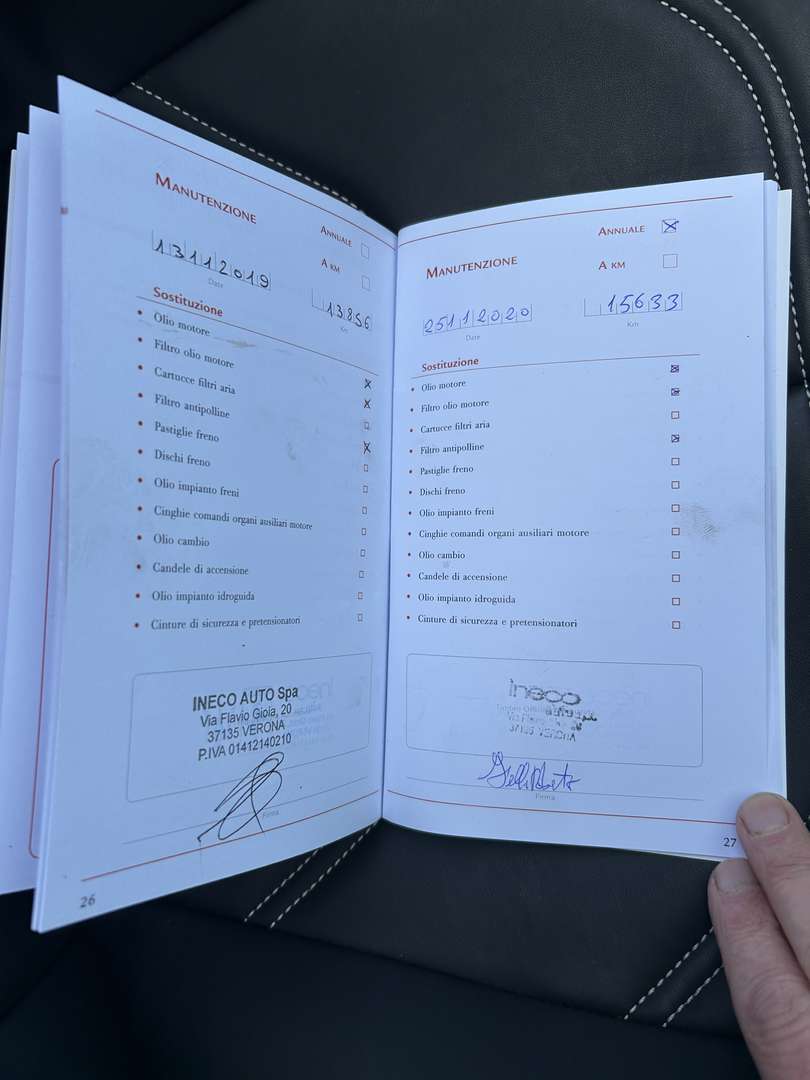 MANUTENZIONE
ANNUALE
A KM
13112019
Date
13856
Km
Sostituzione
• Olio motore
• Filtro olio motore
• Cartucce filtri aria
• Filtro antipolline
• Pastiglie freno
• Dischi freno
• Olio impianto freni
• Cinghie comandi organi ausiliari motore
• Olio cambio
• Candele di accensione
• Olio impianto idroguida
• Cinture di sicurezza e pretensionatori
INECO AUTO Spa
Via Flavio Gioia, 20
37135 VERONA
P.IVA 01412140210
Firma
26
MANUTENZIONE
ANNUALE
A KM
25112020
Date
15633
Km
Sostituzione
• Olio motore
• Filtro olio motore
• Cartucce filtri aria
• Filtro antipolline
• Pastiglie freno
• Dischi freno
• Olio impianto freni
• Cinghie comandi organi ausiliari motore
• Olio cambio
• Candele di accensione
• Olio impianto idroguida
• Cinture di sicurezza e pretensionatori
37135 VERONA
Firma
27